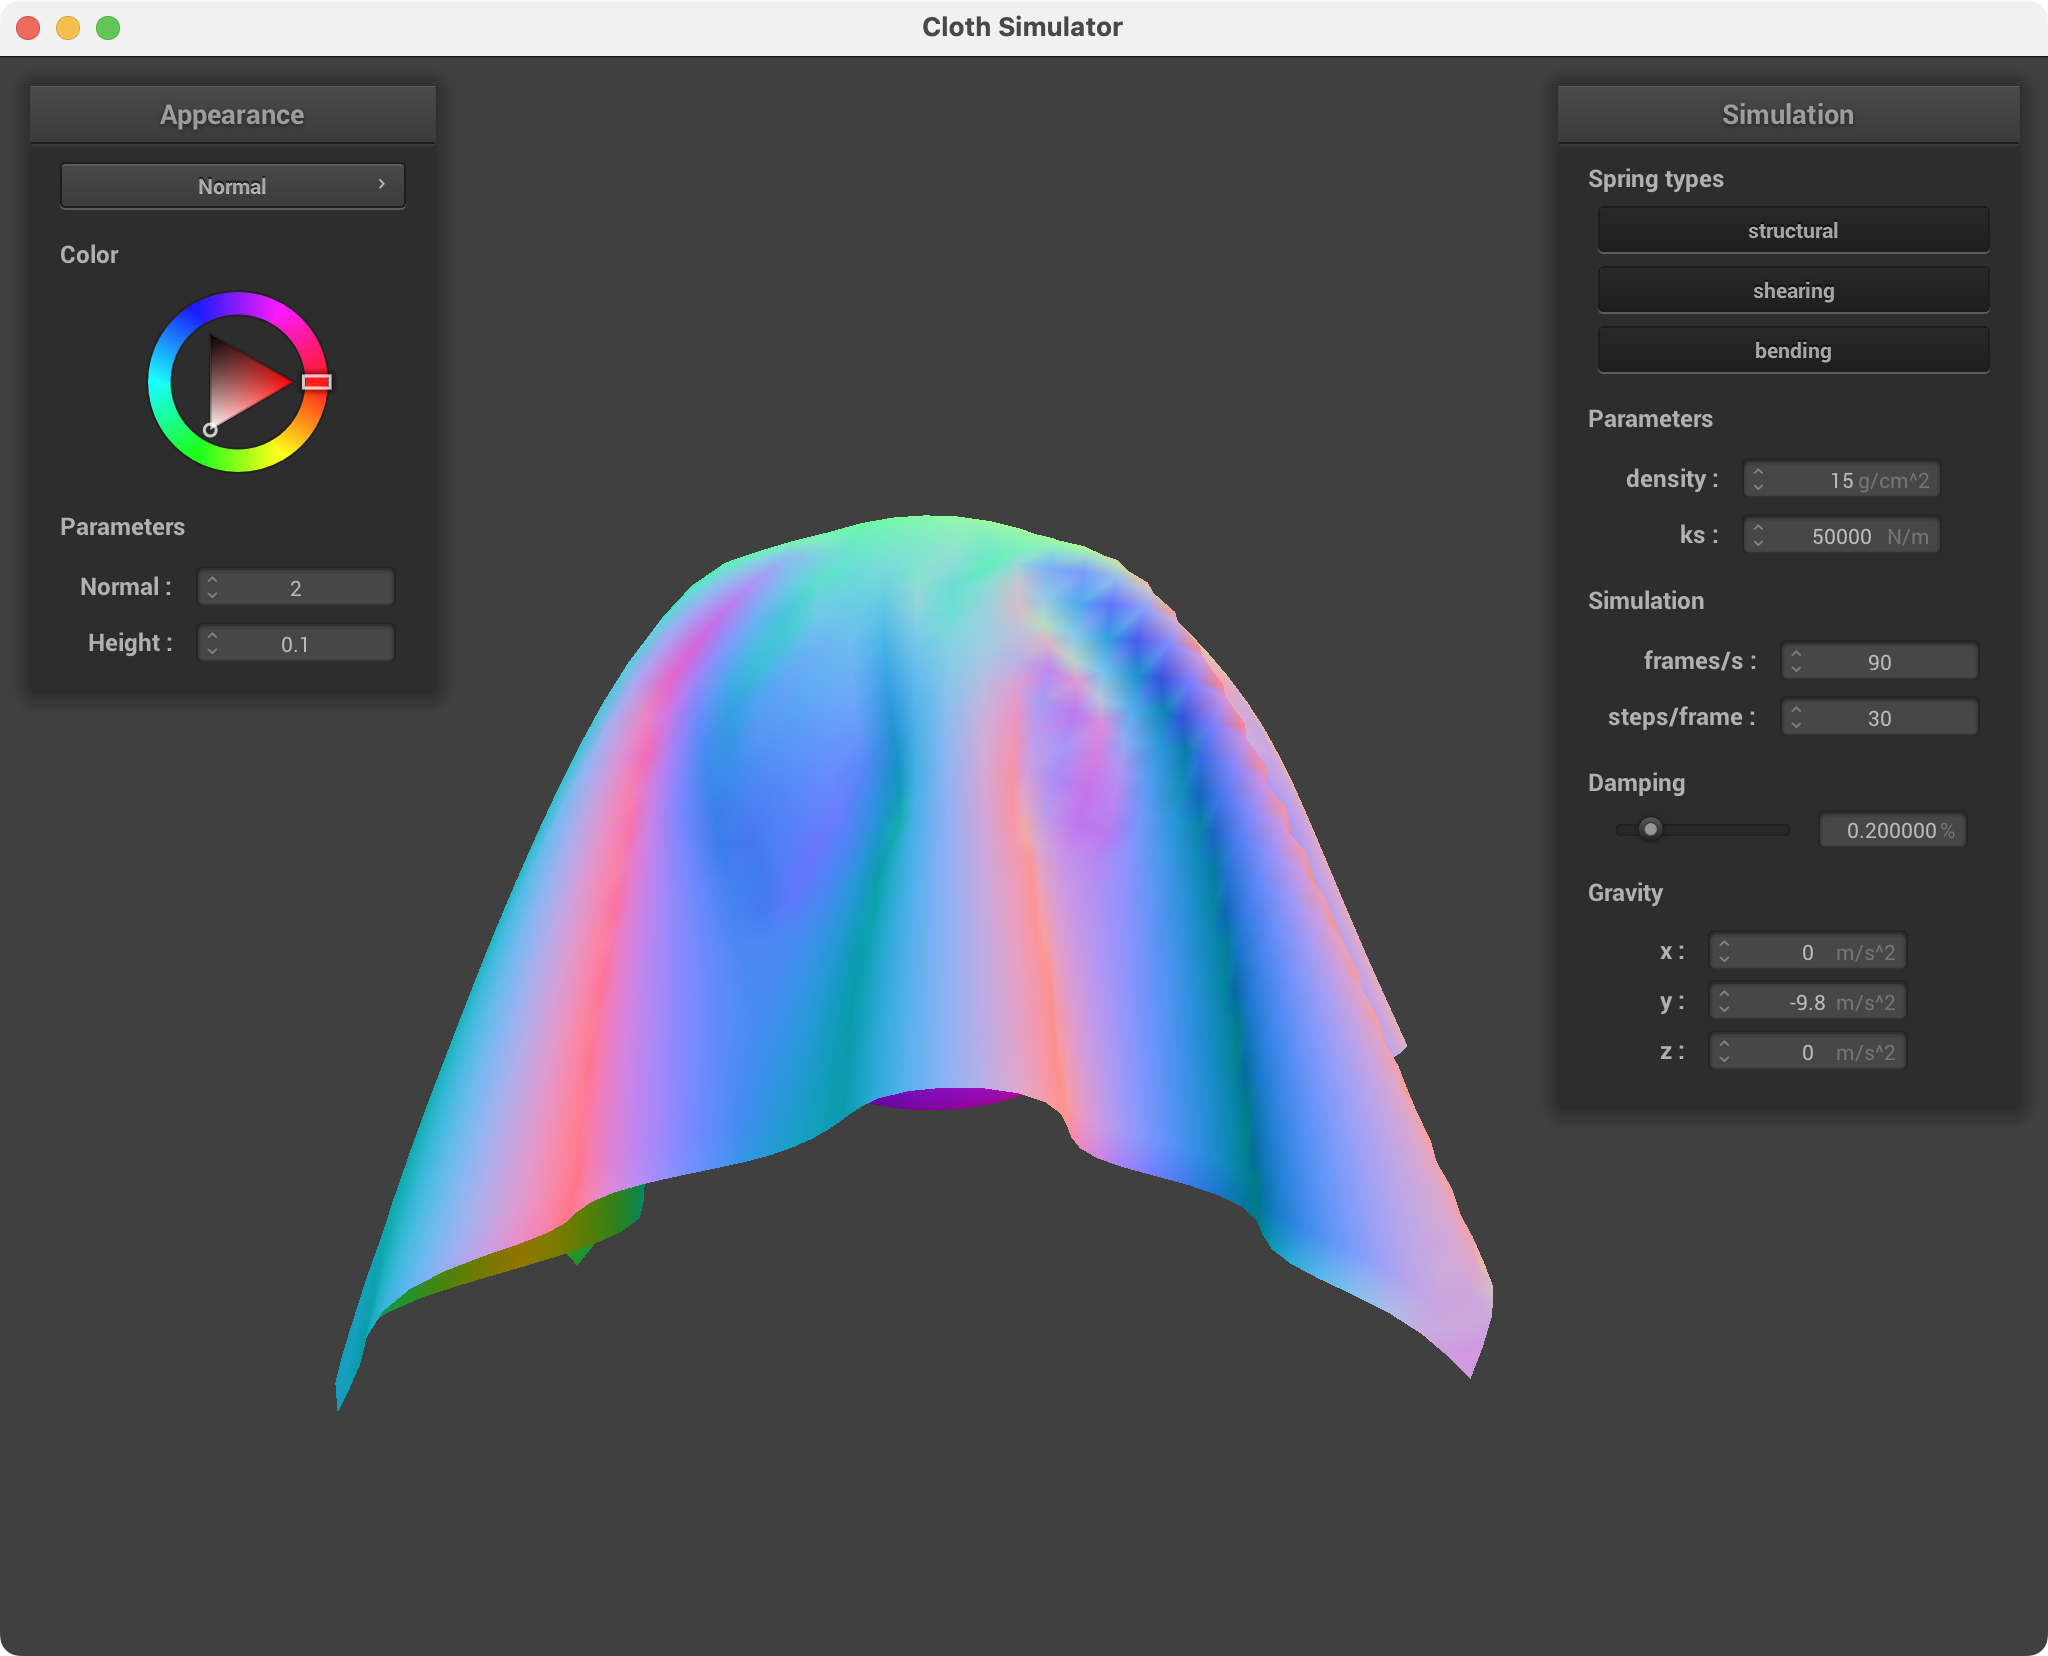 Cloth Simulator
Appearance
Normal
Color
Parameters
Normal : 2
Height : 0.1
Simulation
Spring types
structural
shearing
bending
Parameters
density : 15 g/cm^2
ks : 50000 N/m
Simulation
frames/s : 90
steps/frame : 30
Damping
0.200000 %
Gravity
x : 0 m/s^2
y : -9.8 m/s^2
z : 0 m/s^2